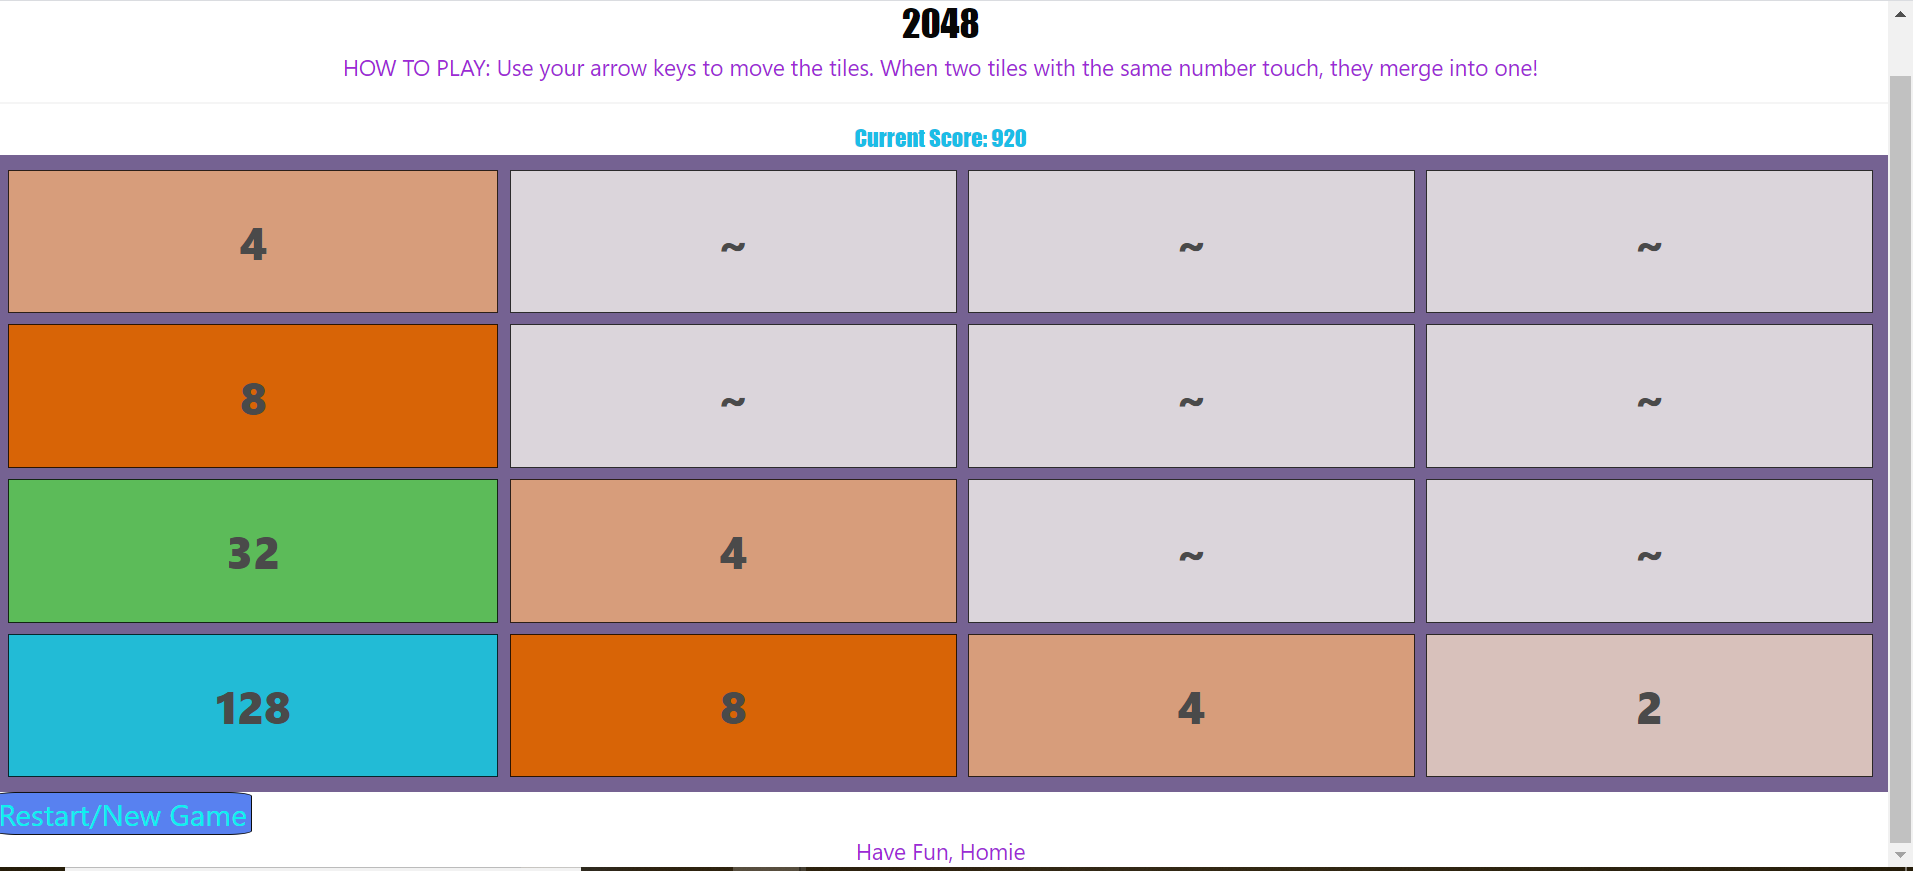 2048
HOW TO PLAY: Use your arrow keys to move the tiles. When two tiles with the same number touch, they merge into one!
Current Score: 920
4 ~ ~ ~
8 ~ ~ ~
32 4 ~ ~
128 8 4 2
Restart/New Game
Have Fun, Homie